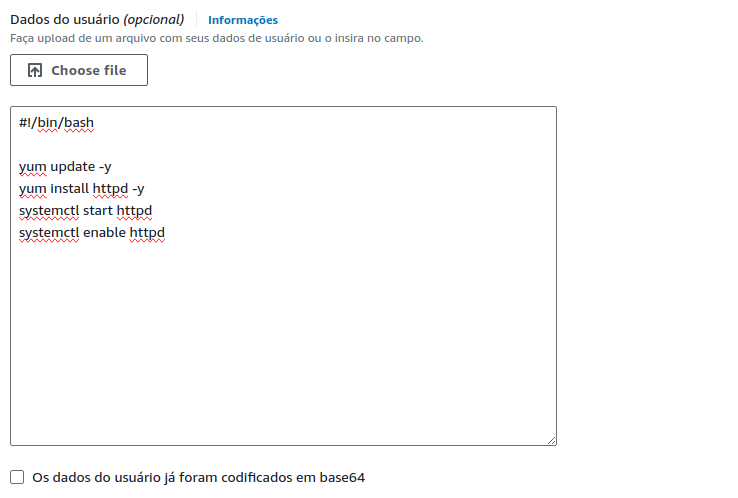 Dados do usuário (opcional) Informações
Faça upload de um arquivo com seus dados de usuário ou o insira no campo.
Choose file
#!/bin/bash
yum update -y
yum install httpd -y
systemctl start httpd
systemctl enable httpd
Os dados do usuário já foram codificados em base64